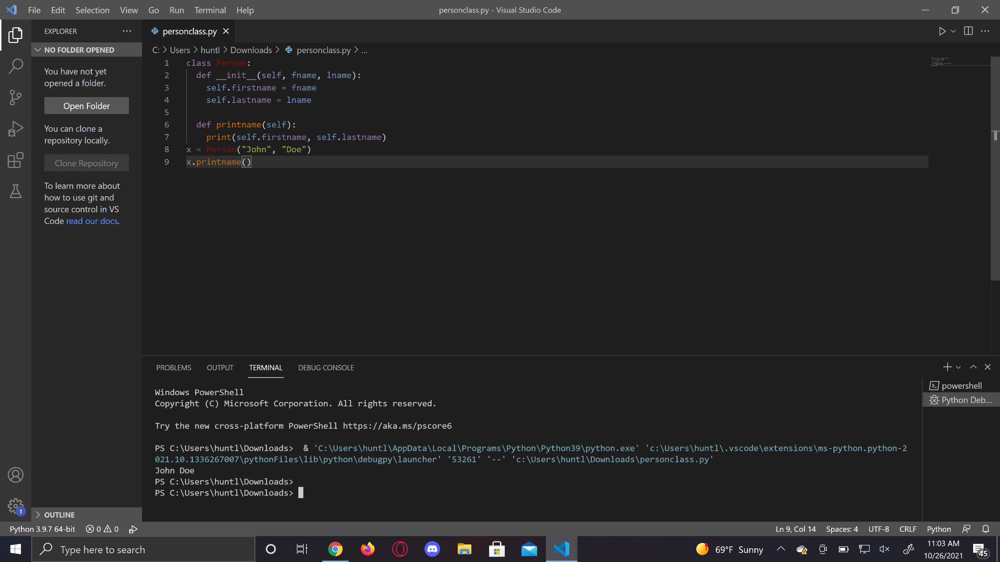 File Edit Selection View Go Run Terminal Help
personclass.py - Visual Studio Code
EXPLORER
NO FOLDER OPENED
You have not yet
opened a folder.
Open Folder
You can clone a
repository locally.
Clone Repository
To learn more about
how to use git and
source control in VS
Code read our docs.
OUTLINE
personclass.py
C: > Users > huntl > Downloads > personclass.py > ...
1 class Person:
2 def __init__(self, fname, lname):
3 self.firstname = fname
4 self.lastname = lname
5
6 def printname(self):
7 print(self.firstname, self.lastname)
8 x = Person("John", "Doe")
9 x.printname()
PROBLEMS OUTPUT TERMINAL DEBUG CONSOLE
Windows PowerShell
Copyright (C) Microsoft Corporation. All rights reserved.
Try the new cross-platform PowerShell https://aka.ms/pscore6
PS C:\Users\huntl\Downloads>  & 'C:\Users\huntl\AppData\Local\Programs\Python\Python39\python.exe' 'c:\Users\huntl\.vscode\extensions\ms-python.python-2
021.10.1336267007\pythonFiles\lib\python\debugpy\launcher' '53261' '--' 'c:\Users\huntl\Downloads\personclass.py'
John Doe
PS C:\Users\huntl\Downloads>
PS C:\Users\huntl\Downloads>
powershell
Python Deb...
1
Python 3.9.7 64-bit 0 0
Ln 9, Col 14 Spaces: 4 UTF-8 CRLF Python
Type here to search
69°F Sunny
11:03 AM
10/26/2021
45